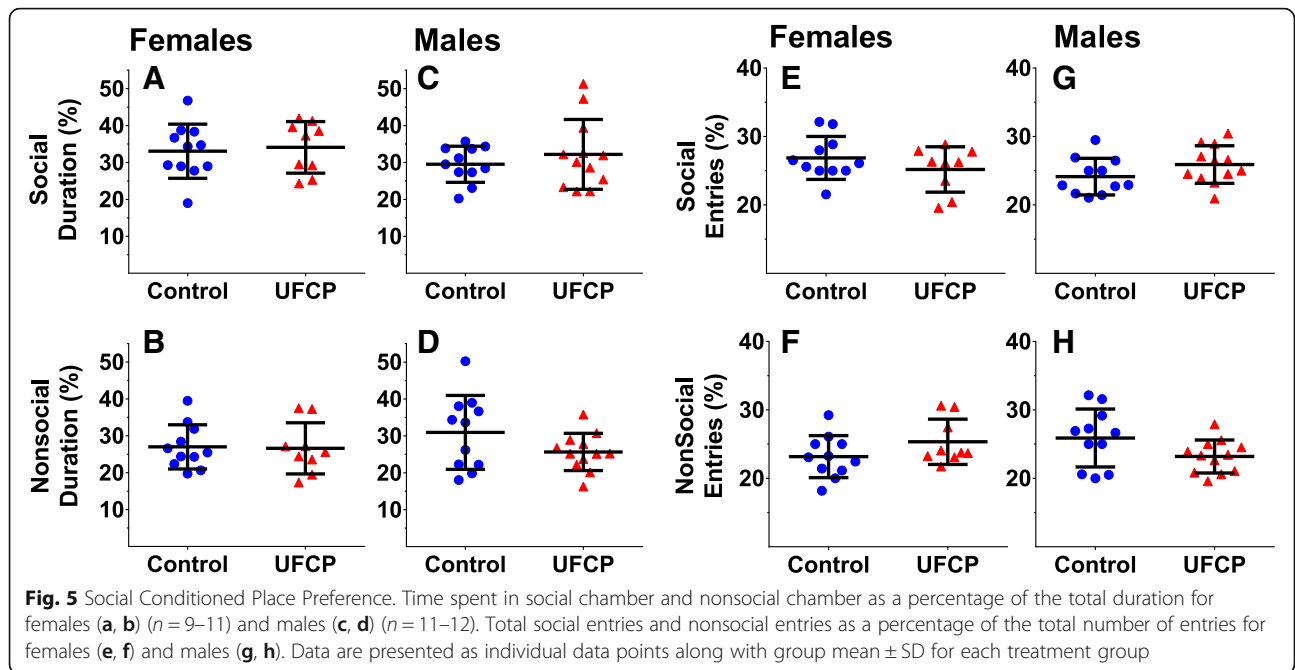 Females Males Females Males
A C E G
Social Duration (%)
50
40
30
20
10
Control UFCP
50
40
30
20
10
Control UFCP
Social Entries (%)
40
30
20
Control UFCP
40
30
20
Control UFCP
B D F H
Nonsocial Duration (%)
50
40
30
20
10
Control UFCP
50
40
30
20
10
Control UFCP
NonSocial Entries (%)
40
30
20
Control UFCP
40
30
20
Control UFCP
Fig. 5 Social Conditioned Place Preference. Time spent in social chamber and nonsocial chamber as a percentage of the total duration for
females (a, b) (n = 9–11) and males (c, d) (n = 11–12). Total social entries and nonsocial entries as a percentage of the total number of entries for
females (e, f) and males (g, h). Data are presented as individual data points along with group mean ± SD for each treatment group